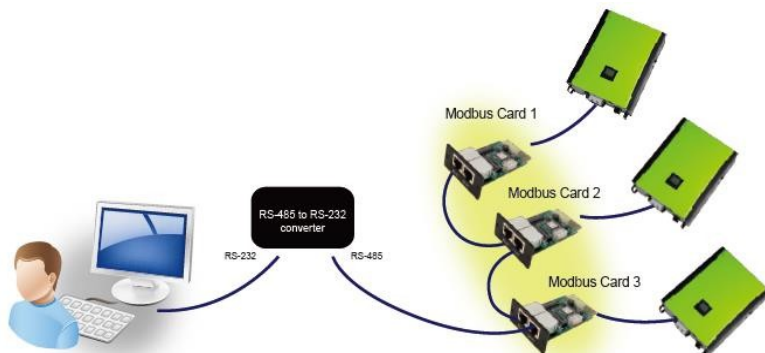 Modbus Card 1
Modbus Card 2
RS-485 to RS-232
converter
RS-232
RS-485
Modbus Card 3